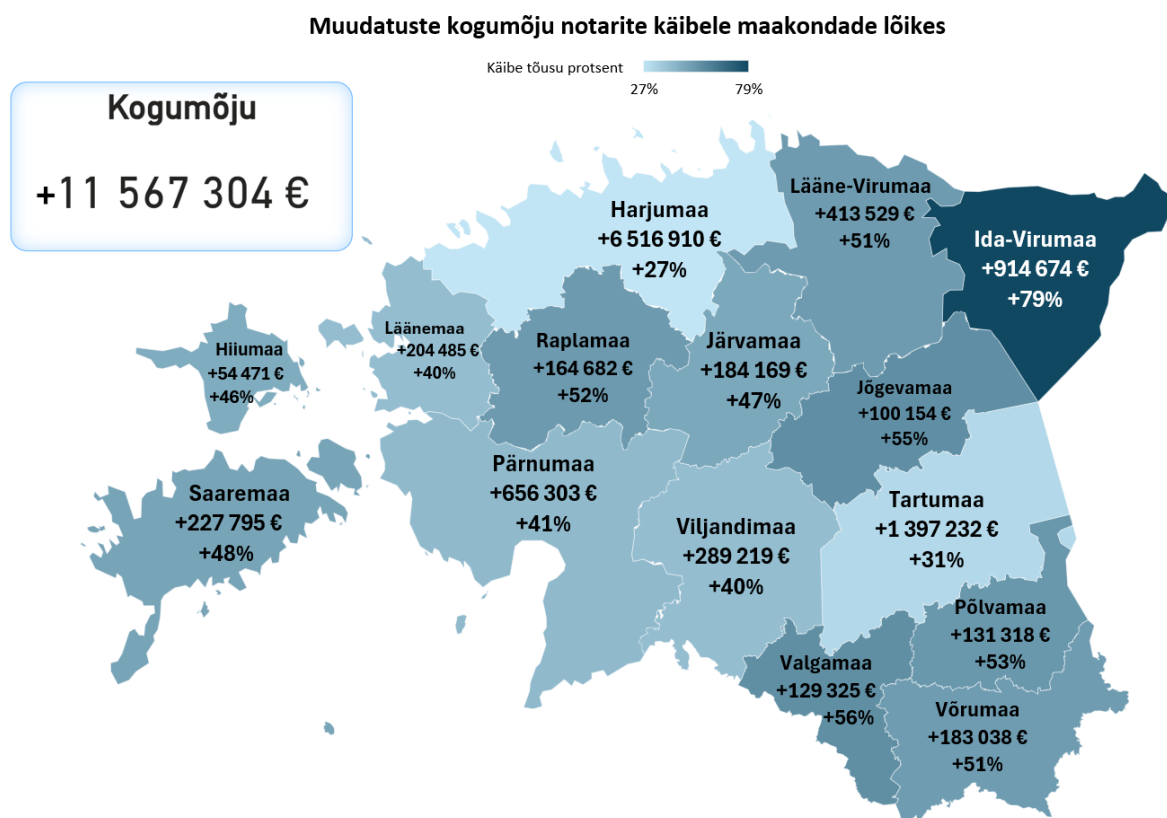 Muudatuste kogumõju notarite käibele maakondade lõikes
Käibe tõusu protsent
27%
79%
Kogumõju
+11 567 304 €
Lääne-Virumaa
+413 529 €
+51%
Harjumaa
+6 516 910 €
+27%
Ida-Virumaa
+914 674 €
+79%
Läänemaa
+204 485 €
+40%
Hiiumaa
+54 471 €
+46%
Raplamaa
+164 682 €
+52%
Järvamaa
+184 169 €
+47%
Jõgevamaa
+100 154 €
+55%
Pärnumaa
+656 303 €
+41%
Saaremaa
+227 795 €
+48%
Viljandimaa
+289 219 €
+40%
Tartumaa
+1 397 232 €
+31%
Põlvamaa
+131 318 €
+53%
Valgamaa
+129 325 €
+56%
Võrumaa
+183 038 €
+51%